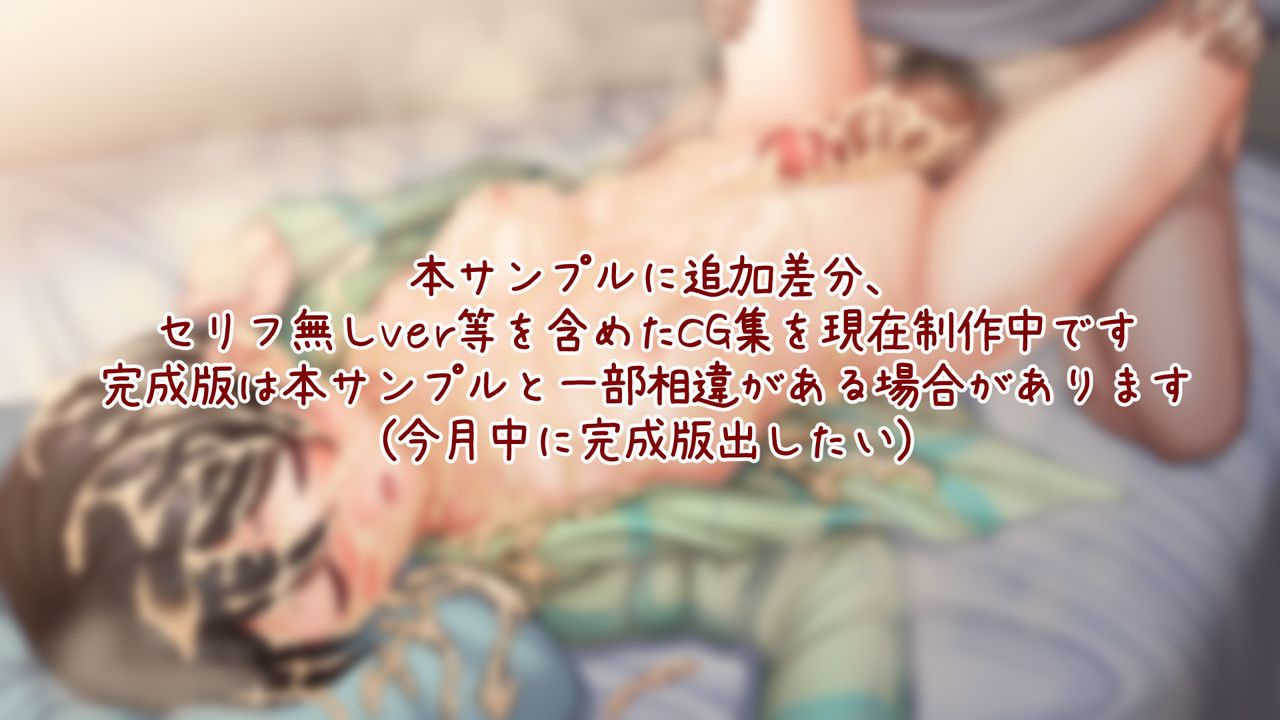 本サンプルに追加差分、
セリフ無しver等を含めたCG集を現在制作中です
完成版は本サンプルと一部相違がある場合があります
(今月中に完成版出したい)